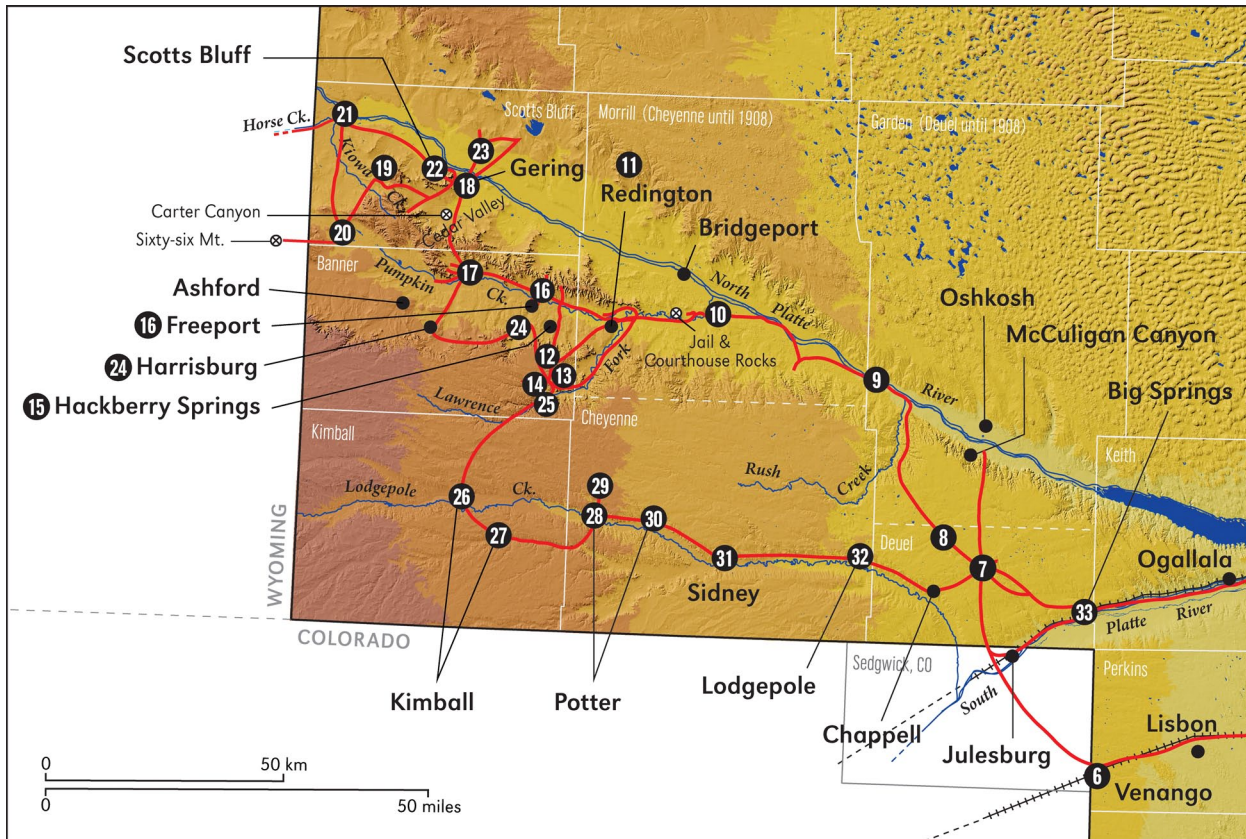 Scotts Bluff
Horse Ck.
21
Kiowa
Ck.
19
22
23
Scotts Bluff
Morrill (Cheyenne until 1908)
Garden (Deuel until 1908)
18
Gering
11
Redington
Carter Canyon
Cedar Valley
Sixty-six Mt.
20
Bridgeport
Banner
Pumpkin
Ck.
17
16
North
Platte
River
Ashford
16 Freeport
24 Harrisburg
15 Hackberry Springs
24
12
13
14
25
Fork
10
Jail &
Courthouse Rocks
Oshkosh
McCuligan Canyon
Big Springs
9
Lawrence
Cheyenne
Kimball
Keith
Rush
Creek
Lodgepole
Ck.
26
27
29
28
30
31
32
Deuel
8
7
Ogallala
33
Platte
River
WYOMING
COLORADO
Sidney
Kimball
Potter
Lodgepole
Chappell
Sedgwick, CO
South
Julesburg
Perkins
Lisbon
6
Venango
0
50 km
0
50 miles